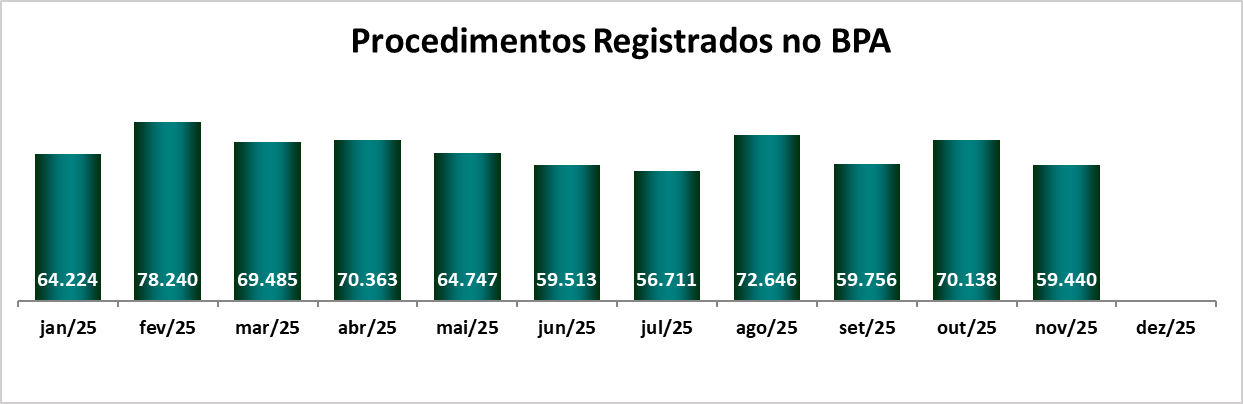 Procedimentos Registrados no BPA
64.224 78.240 69.485 70.363 64.747 59.513 56.711 72.646 59.756 70.138 59.440
jan/25 fev/25 mar/25 abr/25 mai/25 jun/25 jul/25 ago/25 set/25 out/25 nov/25 dez/25